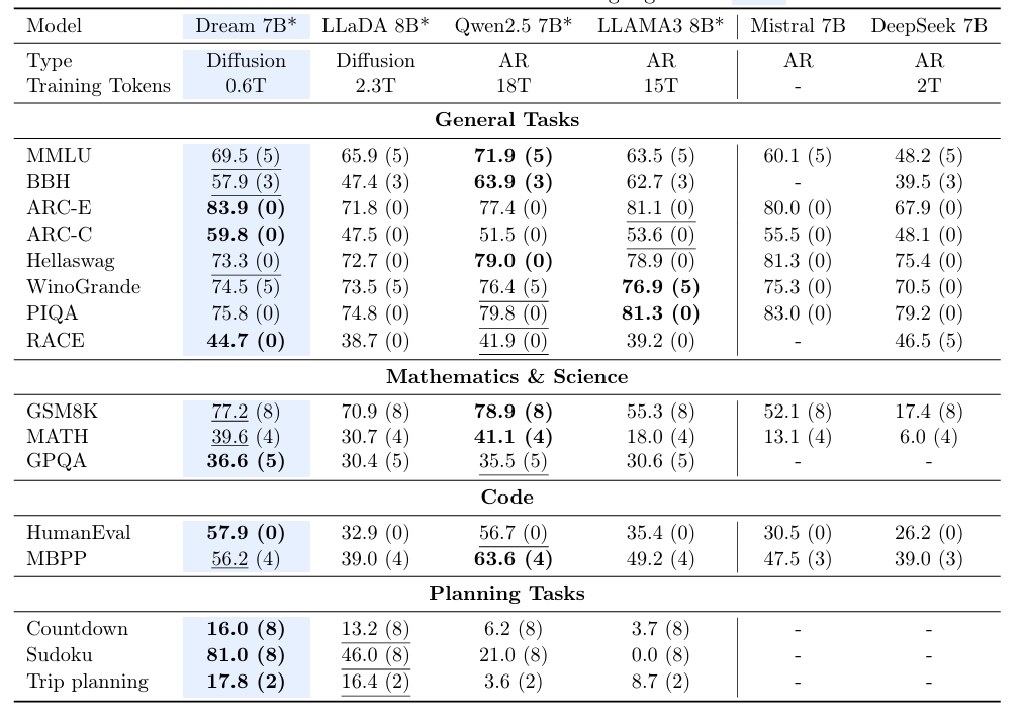 Model Dream 7B* LLaDA 8B* Qwen2.5 7B* LLAMA3 8B* Mistral 7B DeepSeek 7B
Type Diffusion Diffusion AR AR AR AR
Training Tokens 0.6T 2.3T 18T 15T - 2T
General Tasks
MMLU 69.5 (5) 65.9 (5) 71.9 (5) 63.5 (5) 60.1 (5) 48.2 (5)
BBH 57.9 (3) 47.4 (3) 63.9 (3) 62.7 (3) - 39.5 (3)
ARC-E 83.9 (0) 71.8 (0) 77.4 (0) 81.1 (0) 80.0 (0) 67.9 (0)
ARC-C 59.8 (0) 47.5 (0) 51.5 (0) 53.6 (0) 55.5 (0) 48.1 (0)
Hellaswag 73.3 (0) 72.7 (0) 79.0 (0) 78.9 (0) 81.3 (0) 75.4 (0)
WinoGrande 74.5 (5) 73.5 (5) 76.4 (5) 76.9 (5) 75.3 (0) 70.5 (0)
PIQA 75.8 (0) 74.8 (0) 79.8 (0) 81.3 (0) 83.0 (0) 79.2 (0)
RACE 44.7 (0) 38.7 (0) 41.9 (0) 39.2 (0) - 46.5 (5)
Mathematics & Science
GSM8K 77.2 (8) 70.9 (8) 78.9 (8) 55.3 (8) 52.1 (8) 17.4 (8)
MATH 39.6 (4) 30.7 (4) 41.1 (4) 18.0 (4) 13.1 (4) 6.0 (4)
GPQA 36.6 (5) 30.4 (5) 35.5 (5) 30.6 (5) - -
Code
HumanEval 57.9 (0) 32.9 (0) 56.7 (0) 35.4 (0) 30.5 (0) 26.2 (0)
MBPP 56.2 (4) 39.0 (4) 63.6 (4) 49.2 (4) 47.5 (3) 39.0 (3)
Planning Tasks
Countdown 16.0 (8) 13.2 (8) 6.2 (8) 3.7 (8) - -
Sudoku 81.0 (8) 46.0 (8) 21.0 (8) 0.0 (8) - -
Trip planning 17.8 (2) 16.4 (2) 3.6 (2) 8.7 (2) - -